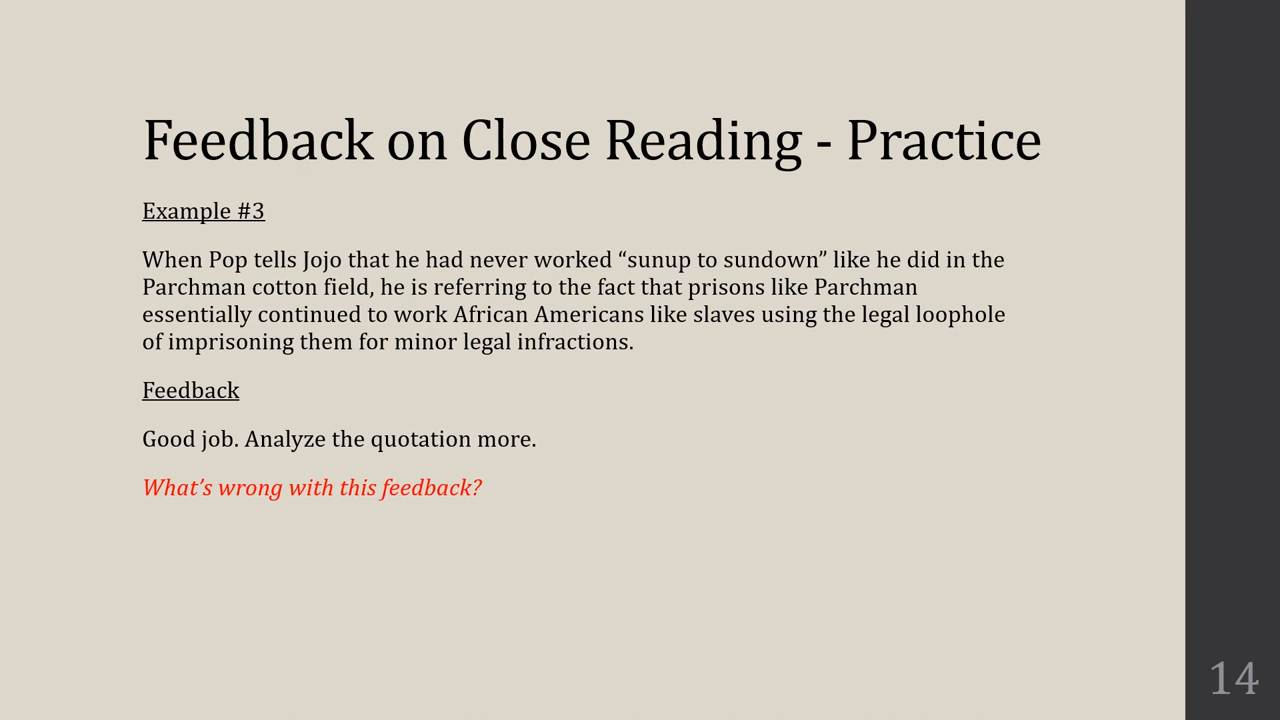 Feedback on Close Reading - Practice
Example #3
When Pop tells Jojo that he had never worked “sunup to sundown” like he did in the
Parchman cotton field, he is referring to the fact that prisons like Parchman
essentially continued to work African Americans like slaves using the legal loophole
of imprisoning them for minor legal infractions.
Feedback
Good job. Analyze the quotation more.
What’s wrong with this feedback?
14